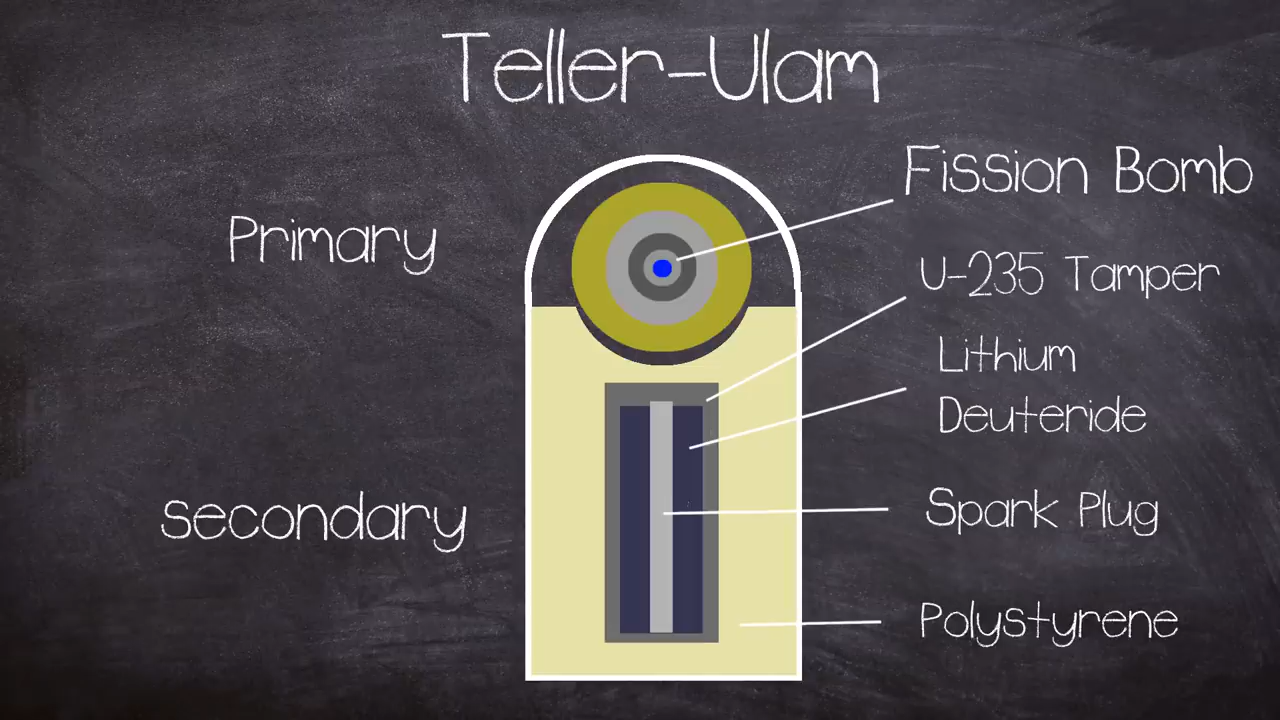 Teller-Ulam
Primary
Fission Bomb
U-235 Tamper
Lithium
Deuteride
secondary
Spark Plug
Polystyrene